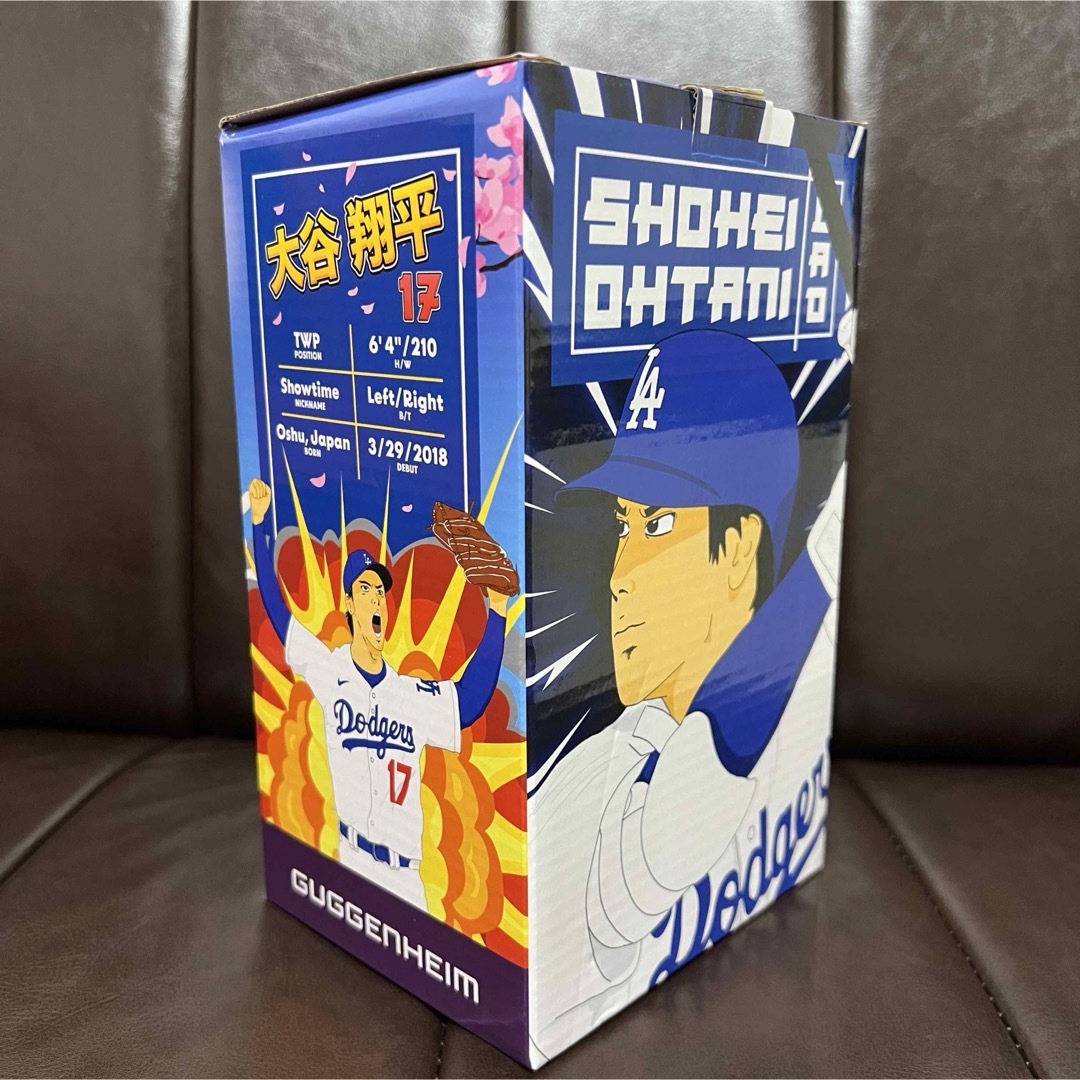 大谷 翔平
17
TWP
POSITION
6'4"/210
H/W
Showtime
NICKNAME
Left/Right
B/T
Oshu, Japan
BORN
3/29/2018
DEBUT
LA
Dodgers
17
GUGGENHEIM
SHOHEI
OHTANI
LAD
LA
Dodgers